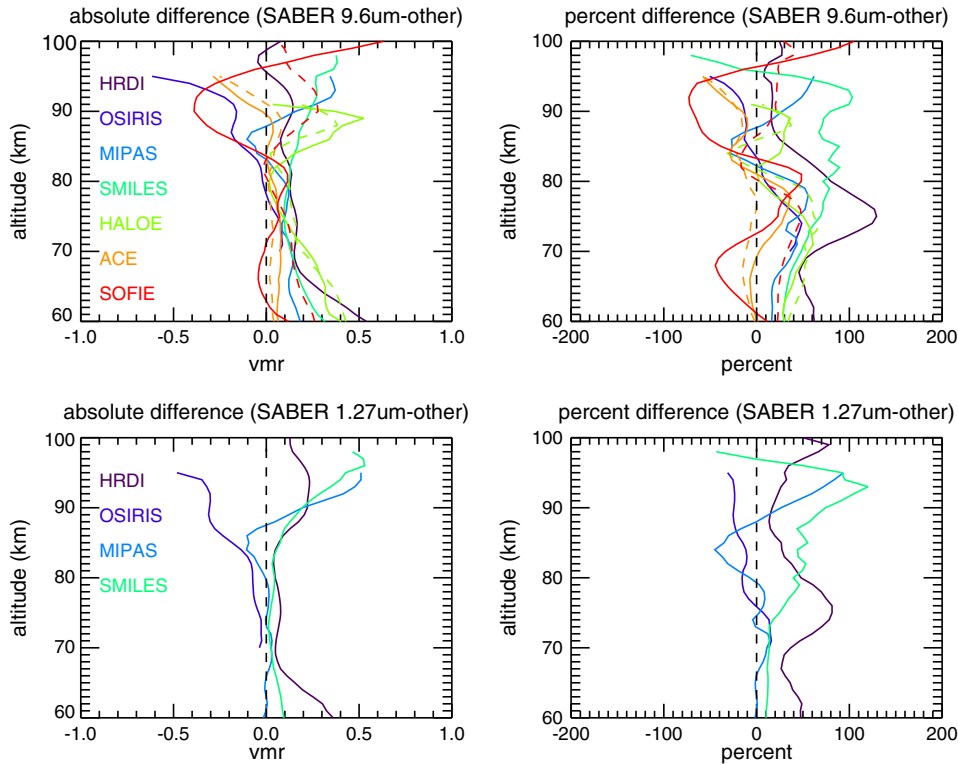 absolute difference (SABER 9.6um-other)
100
90
80
70
60
altitude (km)
HRDI
OSIRIS
MIPAS
SMILES
HALOE
ACE
SOFIE
-1.0 -0.5 0.0 0.5 1.0
vmr
percent difference (SABER 9.6um-other)
100
90
80
70
60
altitude (km)
-200 -100 0 100 200
percent
absolute difference (SABER 1.27um-other)
100
90
80
70
60
altitude (km)
HRDI
OSIRIS
MIPAS
SMILES
-1.0 -0.5 0.0 0.5 1.0
vmr
percent difference (SABER 1.27um-other)
100
90
80
70
60
altitude (km)
-200 -100 0 100 200
percent